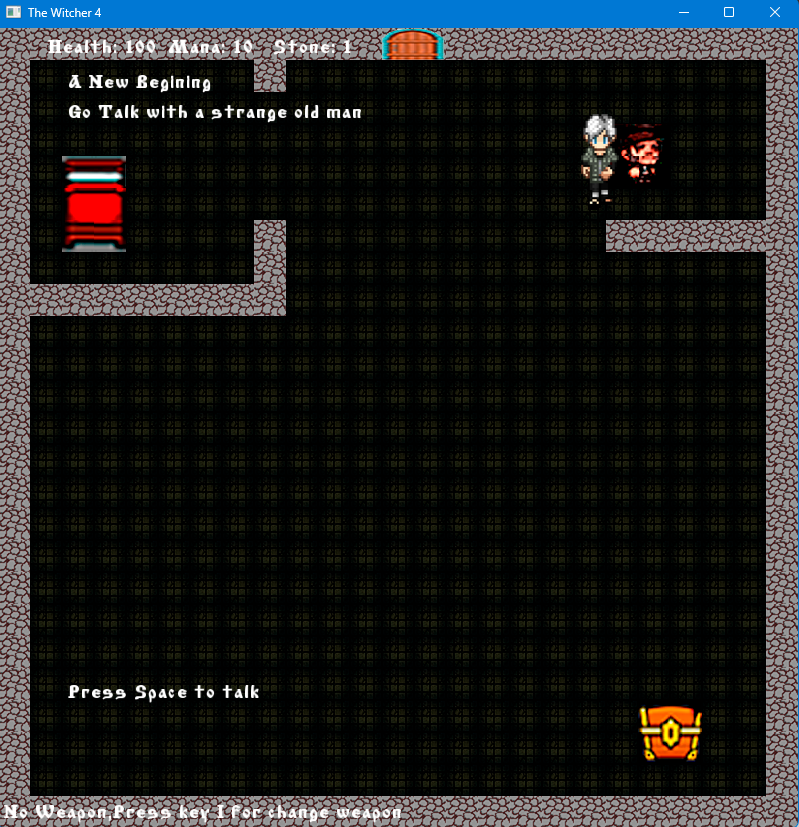 The Witcher 4
Health: 100 Mana: 10 Stone: 1
A New Begining
Go Talk with a strange old man
Press Space to talk
No Weapon,Press key I for change weapon